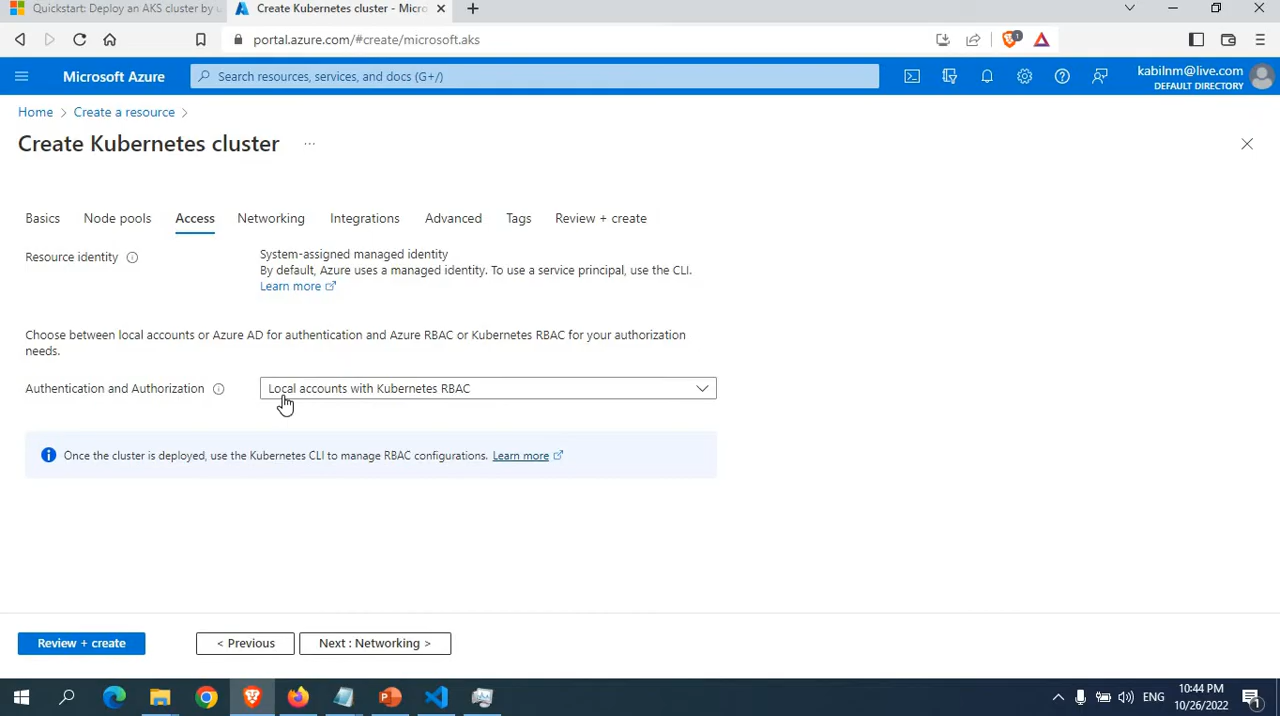 Quickstart: Deploy an AKS cluster by u
Create Kubernetes cluster - Micro
portal.azure.com/#create/microsoft.aks
1
Microsoft Azure
Search resources, services, and docs (G+/)
kabilnm@live.com
DEFAULT DIRECTORY
Home > Create a resource >
Create Kubernetes cluster ...
Basics Node pools Access Networking Integrations Advanced Tags Review + create
Resource identity
System-assigned managed identity
By default, Azure uses a managed identity. To use a service principal, use the CLI.
Learn more
Choose between local accounts or Azure AD for authentication and Azure RBAC or Kubernetes RBAC for your authorization
needs.
Authentication and Authorization
Local accounts with Kubernetes RBAC
Once the cluster is deployed, use the Kubernetes CLI to manage RBAC configurations. Learn more
Review + create
< Previous
Next : Networking >
ENG
10:44 PM
10/26/2022
1